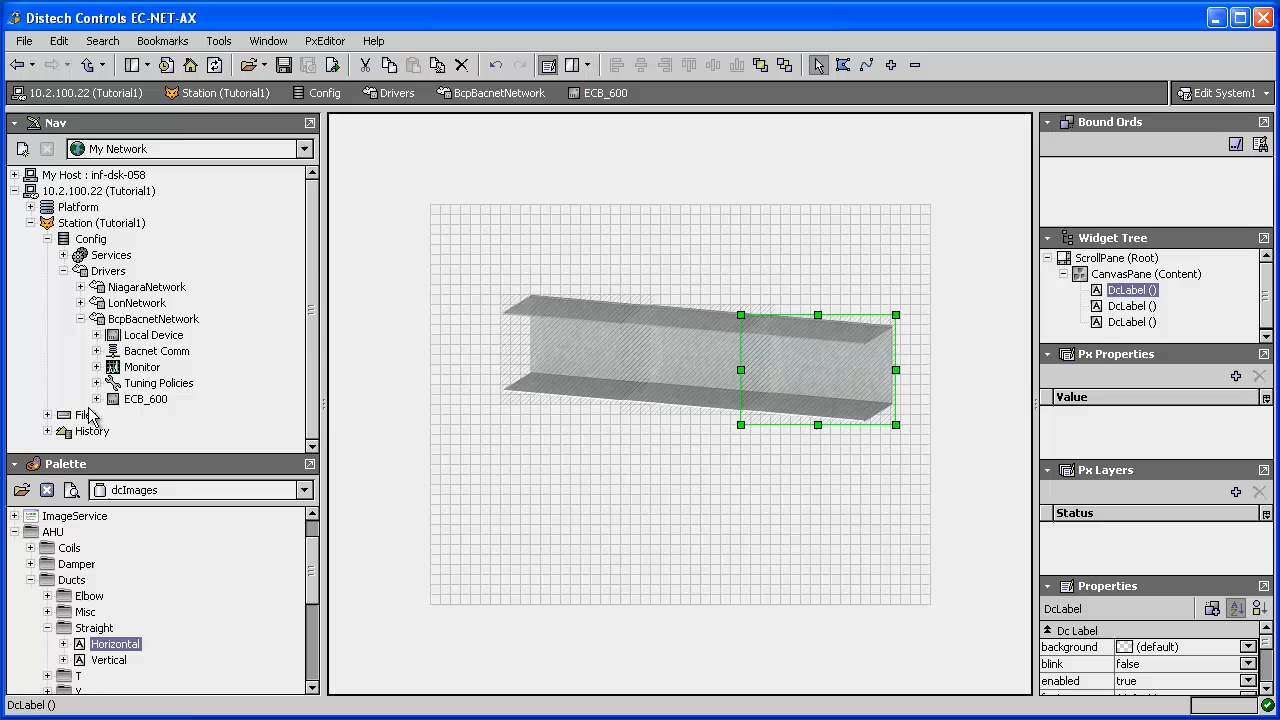 Distech Controls EC-NET-AX
File Edit Search Bookmarks Tools Window PxEditor Help
10.2.100.22 (Tutorial1) Station (Tutorial1) Config Drivers BcpBacnetNetwork ECB_600 Edit System1
Nav
My Network
My Host : inf-dsk-058
10.2.100.22 (Tutorial1)
Platform
Station (Tutorial1)
Config
Services
Drivers
NiagaraNetwork
LonNetwork
BcpBacnetNetwork
Local Device
Bacnet Comm
Monitor
Tuning Policies
ECB_600
History
Palette
dcImages
ImageService
AHU
Coils
Damper
Ducts
Elbow
Misc
Straight
Horizontal
Vertical
T
DcLabel ()
Bound Ords
Widget Tree
ScrollPane (Root)
CanvasPane (Content)
DcLabel ()
DcLabel ()
DcLabel ()
Px Properties
Value
Px Layers
Status
Properties
DcLabel
Dc Label
background (default)
blink false
enabled true